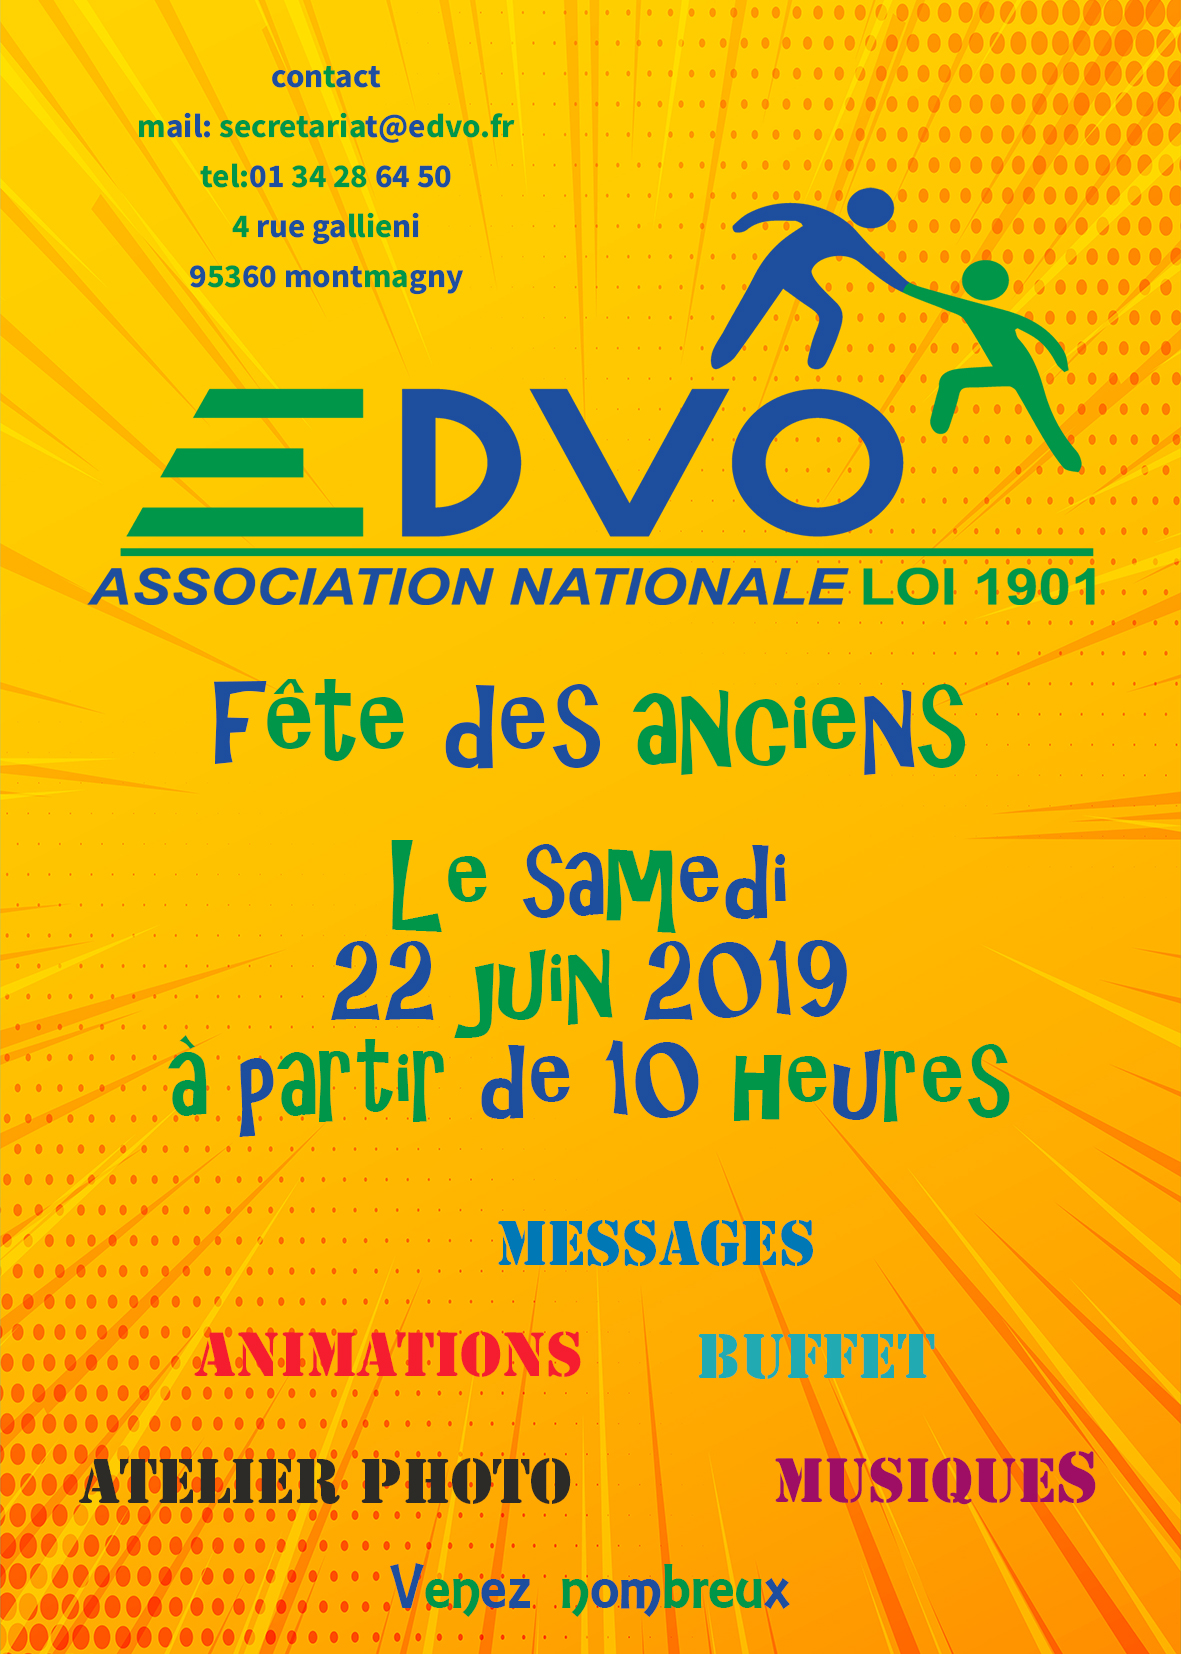 contact
mail: secretariat@edvo.fr
tel:01 34 28 64 50
4 rue gallieni
95360 montmagny
EDVO
ASSOCIATION NATIONALE LOI 1901
Fête des anciens
Le samedi
22 juin 2019
à partir de 10 Heures
MESSAGES
ANIMATIONS BUFFET
ATELIER PHOTO MUSIQUES
Venez nombreux